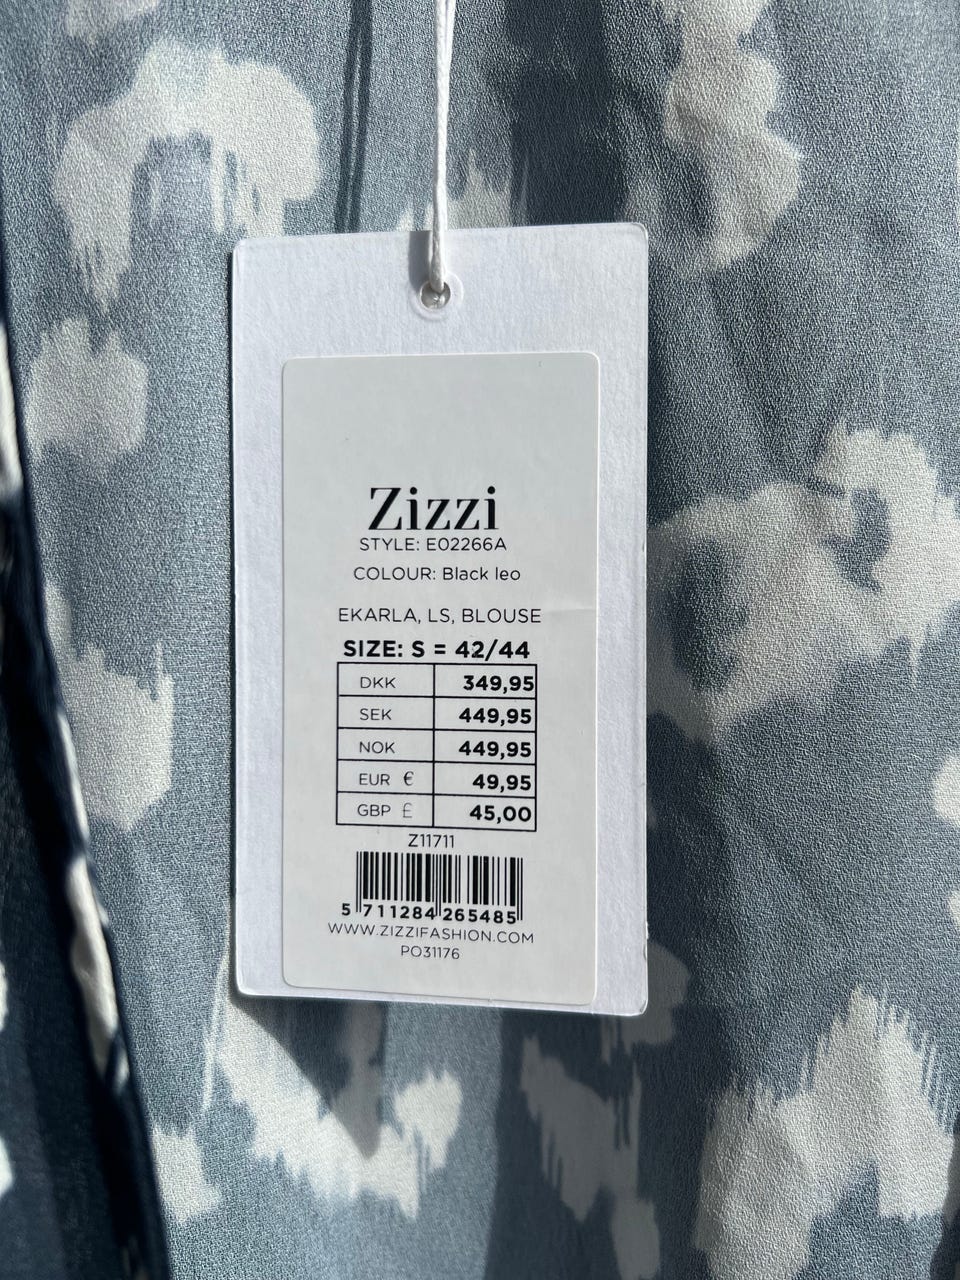 Zizzi
STYLE: E02266A
COLOUR: Black leo
EKARLA, LS, BLOUSE
SIZE: S = 42/44
DKK 349,95
SEK 449,95
NOK 449,95
EUR € 49,95
GBP £ 45,00
Z11711
5 711284 265485
WWW.ZIZZIFASHION.COM
PO31176